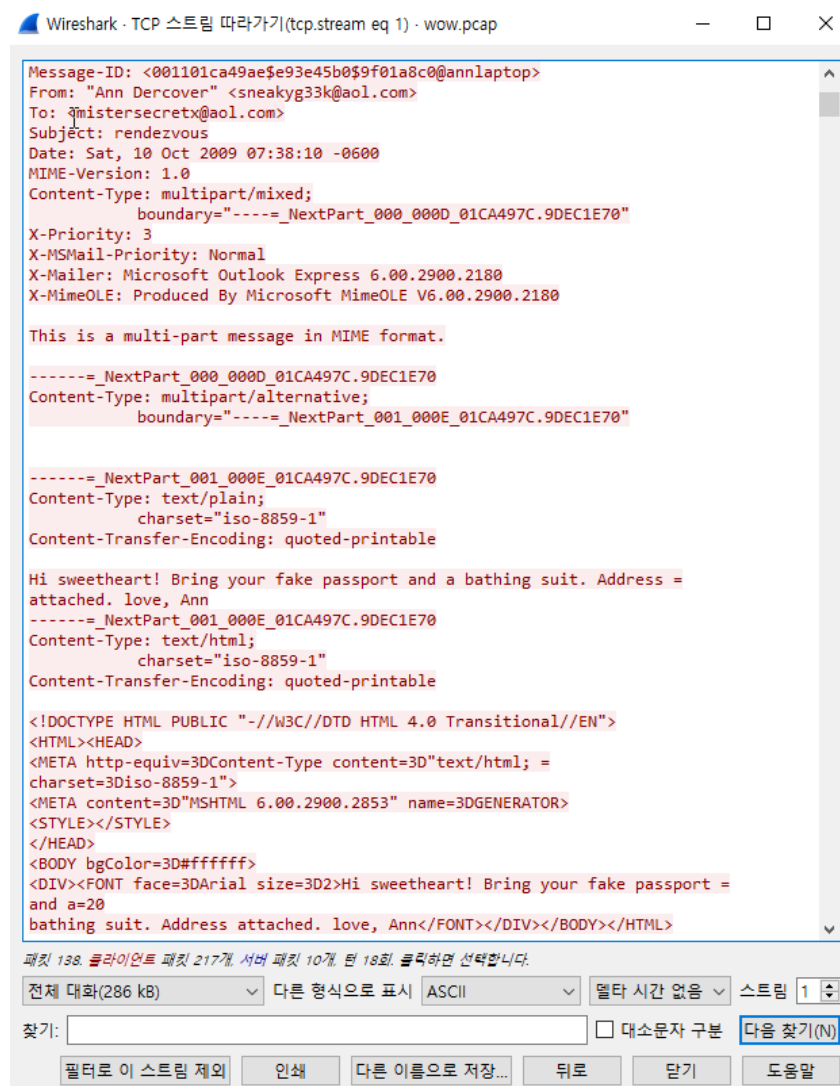 Wireshark · TCP 스트림 따라가기(tcp.stream eq 1) · wow.pcap
Message-ID: <001101ca49ae$e93e45b0$9f01a8c0@annlaptop>
From: "Ann Dercover" <sneakyg33k@aol.com>
To: <mistersecretx@aol.com>
Subject: rendezvous
Date: Sat, 10 Oct 2009 07:38:10 -0600
MIME-Version: 1.0
Content-Type: multipart/mixed;
boundary="----=_NextPart_000_000D_01CA497C.9DEC1E70"
X-Priority: 3
X-MSMail-Priority: Normal
X-Mailer: Microsoft Outlook Express 6.00.2900.2180
X-MimeOLE: Produced By Microsoft MimeOLE V6.00.2900.2180
This is a multi-part message in MIME format.
------=_NextPart_000_000D_01CA497C.9DEC1E70
Content-Type: multipart/alternative;
boundary="----=_NextPart_001_000E_01CA497C.9DEC1E70"
------=_NextPart_001_000E_01CA497C.9DEC1E70
Content-Type: text/plain;
charset="iso-8859-1"
Content-Transfer-Encoding: quoted-printable
Hi sweetheart! Bring your fake passport and a bathing suit. Address =
attached. love, Ann
------=_NextPart_001_000E_01CA497C.9DEC1E70
Content-Type: text/html;
charset="iso-8859-1"
Content-Transfer-Encoding: quoted-printable
<!DOCTYPE HTML PUBLIC "-//W3C//DTD HTML 4.0 Transitional//EN">
<HTML><HEAD>
<META http-equiv=3DContent-Type content=3D"text/html; =
charset=3Diso-8859-1">
<META content=3D"MSHTML 6.00.2900.2853" name=3DGENERATOR>
<STYLE></STYLE>
</HEAD>
<BODY bgColor=3D#ffffff>
<DIV><FONT face=3DArial size=3D2>Hi sweetheart! Bring your fake passport =
and a=20
bathing suit. Address attached. love, Ann</FONT></DIV></BODY></HTML>
패킷 138. 클라이언트 패킷 217개, 서버 패킷 10개, 턴 18회. 클릭하면 선택합니다.
전체 대화(286 kB) 다른 형식으로 표시 ASCII 델타 시간 없음 스트림 1
찾기: 대소문자 구분 다음 찾기(N)
필터로 이 스트림 제외 인쇄 다른 이름으로 저장... 뒤로 닫기 도움말